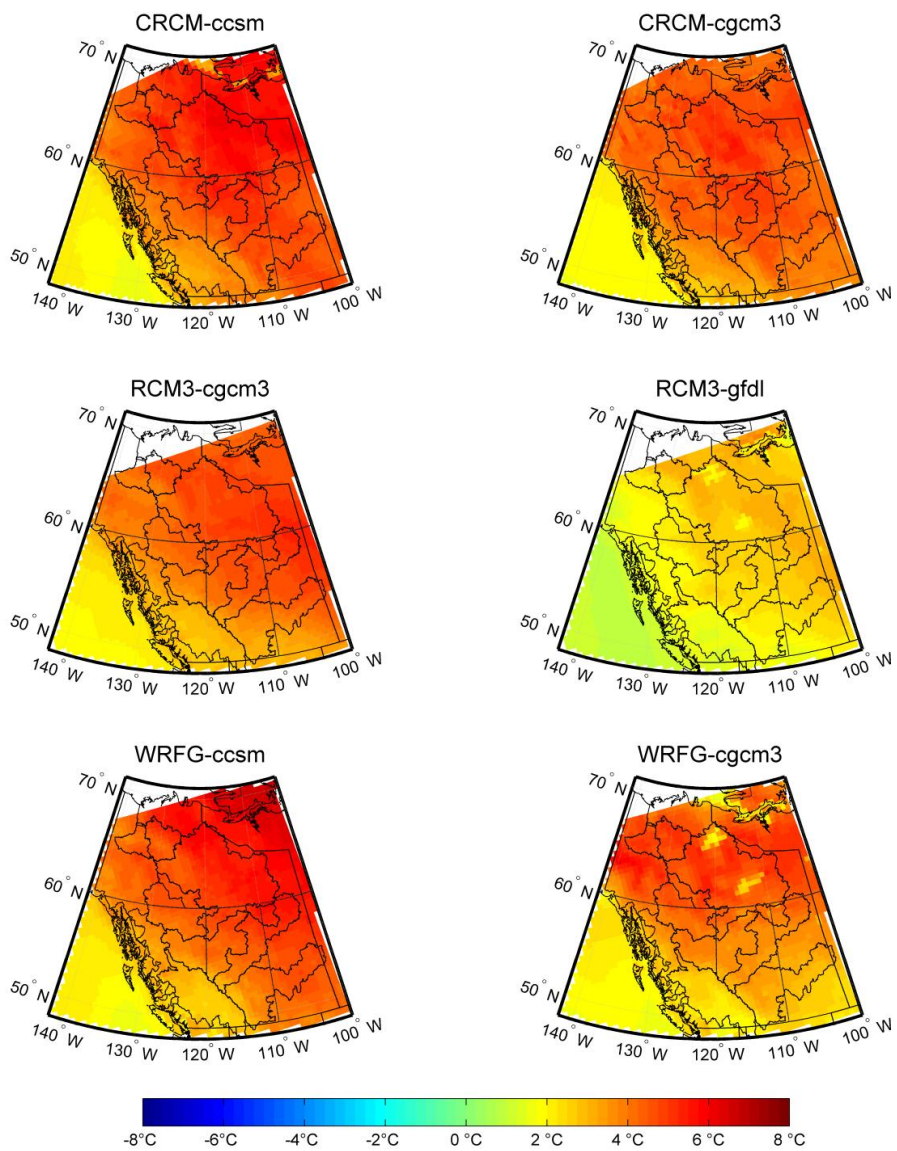 CRCM-ccsm
CRCM-cgcm3
70° N
60° N
50° N
140° W
130° W
120° W
110° W
100° W
70° N
60° N
50° N
140° W
130° W
120° W
110° W
100° W
RCM3-cgcm3
RCM3-gfdl
70° N
60° N
50° N
140° W
130° W
120° W
110° W
100° W
70° N
60° N
50° N
140° W
130° W
120° W
110° W
100° W
WRFG-ccsm
WRFG-cgcm3
70° N
60° N
50° N
140° W
130° W
120° W
110° W
100° W
70° N
60° N
50° N
140° W
130° W
120° W
110° W
100° W
-8°C -6°C -4°C -2°C 0 °C 2 °C 4 °C 6 °C 8 °C